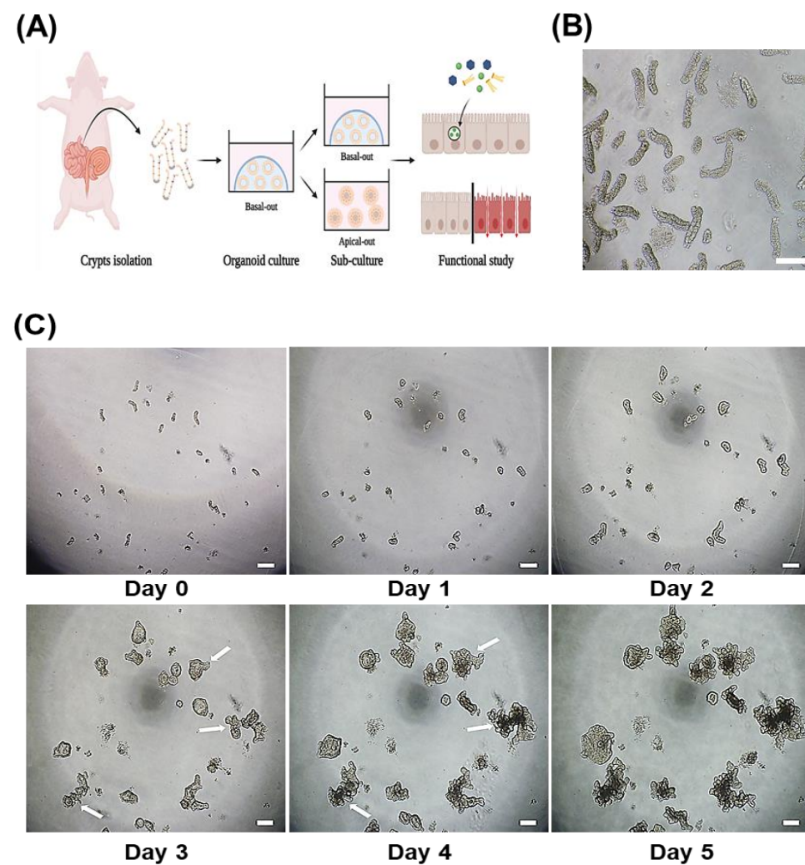 (A)
(B)
Basal-out
Basal-out
Apical-out
Crypts isolation
Organoid culture
Sub-culture
Functional study
(C)
Day 0
Day 1
Day 2
Day 3
Day 4
Day 5